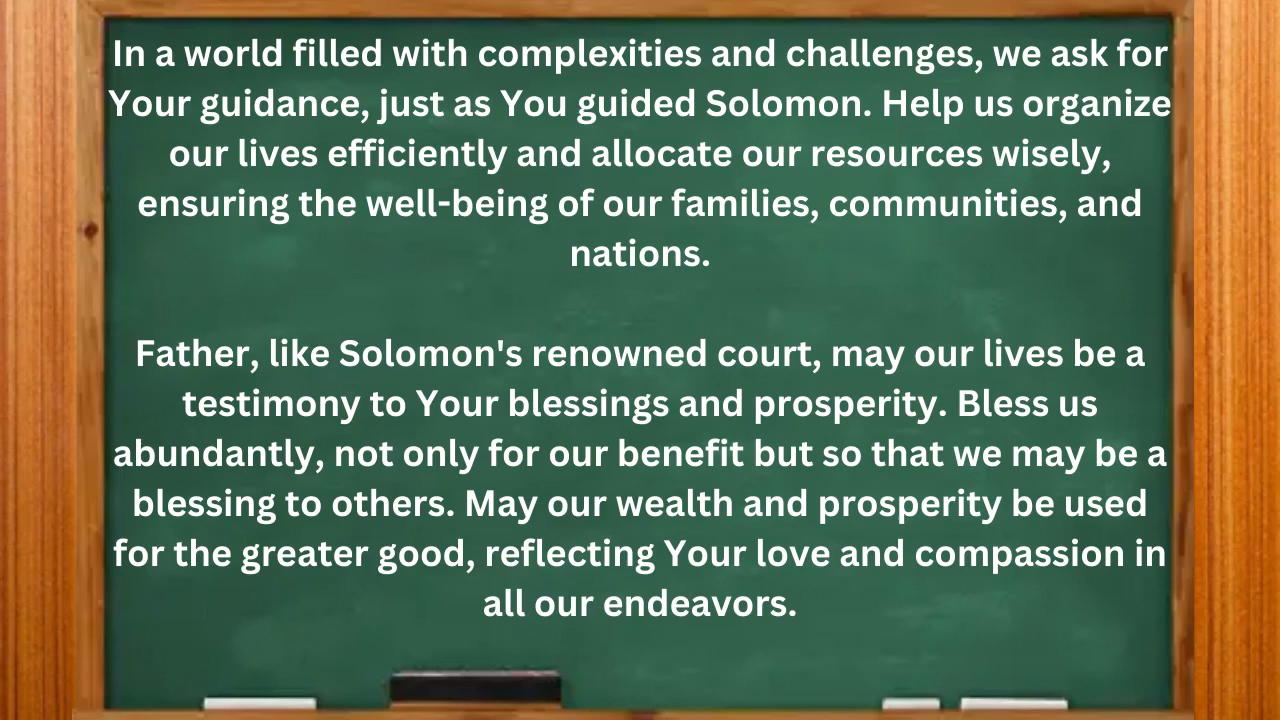 In a world filled with complexities and challenges, we ask for
Your guidance, just as You guided Solomon. Help us organize
our lives efficiently and allocate our resources wisely,
ensuring the well-being of our families, communities, and
nations.
Father, like Solomon's renowned court, may our lives be a
testimony to Your blessings and prosperity. Bless us
abundantly, not only for our benefit but so that we may be a
blessing to others. May our wealth and prosperity be used
for the greater good, reflecting Your love and compassion in
all our endeavors.